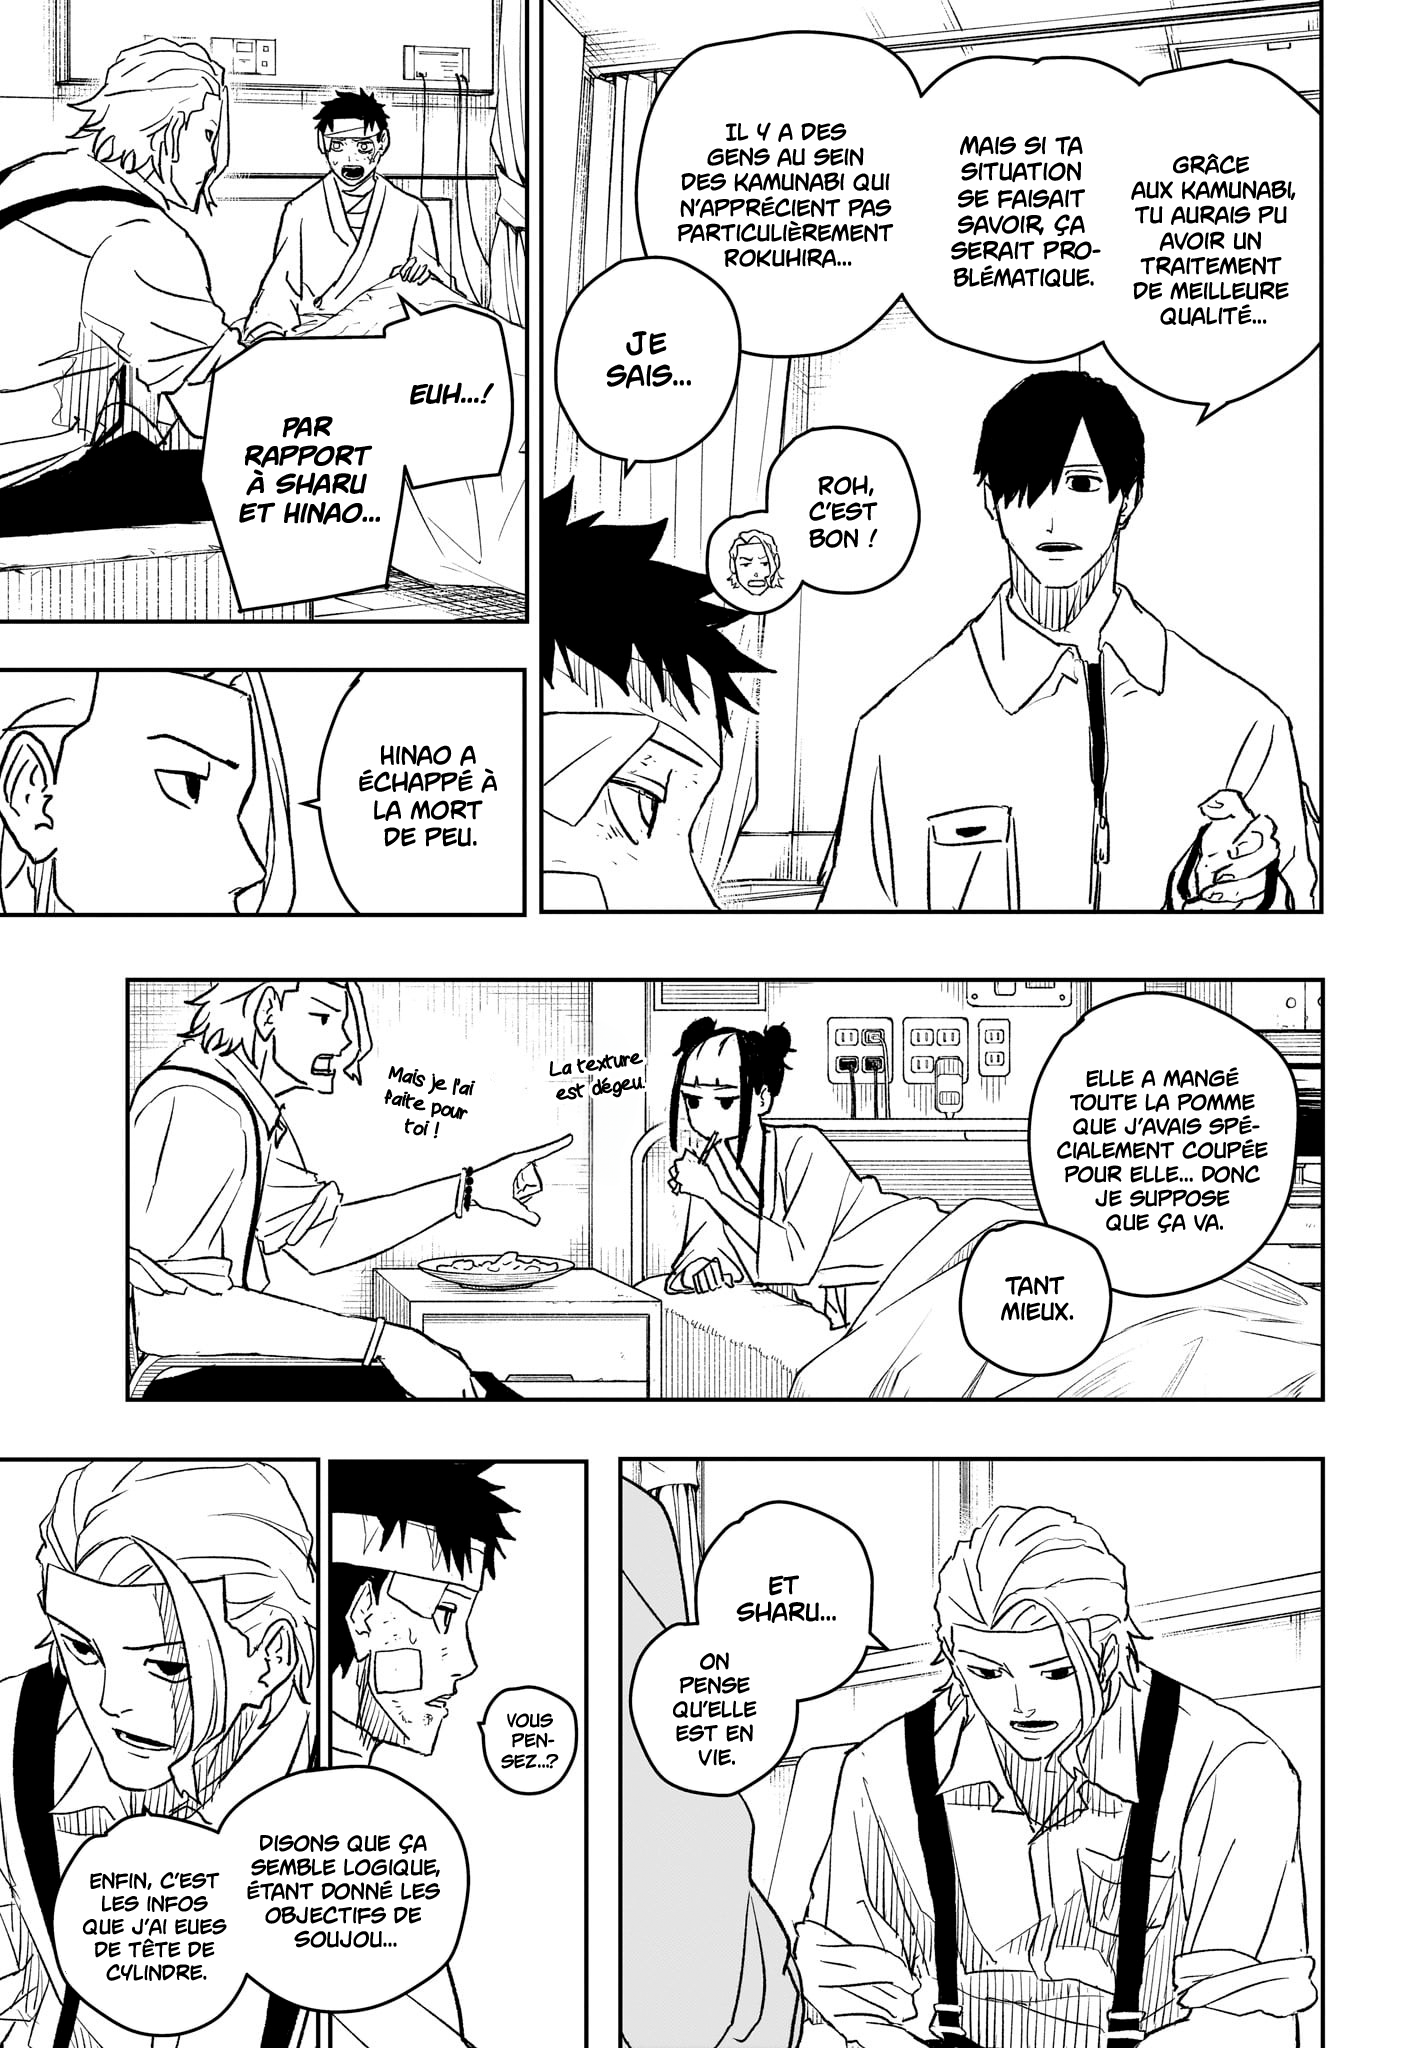 GRÂCE
AUX KAMUNABI,
TU AURAIS PU
AVOIR UN
TRAITEMENT
DE MEILLEURE
QUALITÉ...
MAIS SI TA
SITUATION
SE FAISAIT
SAVOIR, ÇA
SERAIT PRO-
BLÉMATIQUE.
IL Y A DES
GENS AU SEIN
DES KAMUNABI QUI
N'APPRÉCIENT PAS
PARTICULIÈREMENT
ROKUHIRA...
JE
SAIS...
ROH,
C'EST
BON !
EUH...!
PAR
RAPPORT
À SHARU
ET HINAO...
HINAO A
ÉCHAPPÉ À
LA MORT
DE PEU.
ELLE A MANGÉ
TOUTE LA POMME
QUE J'AVAIS SPÉ-
CIALEMENT COUPÉE
POUR ELLE... DONC
JE SUPPOSE
QUE ÇA VA.
TANT
MIEUX.
La texture
est dégeu.
Mais je l'ai
faite pour
toi !
ET
SHARU...
ON
PENSE
QU'ELLE
EST EN
VIE.
VOUS
PEN-
SEZ...?
DISONS QUE ÇA
SEMBLE LOGIQUE,
ÉTANT DONNÉ LES
OBJECTIFS DE
SOUJOU...
ENFIN, C'EST
LES INFOS
QUE J'AI EUES
DE TÊTE DE
CYLINDRE.